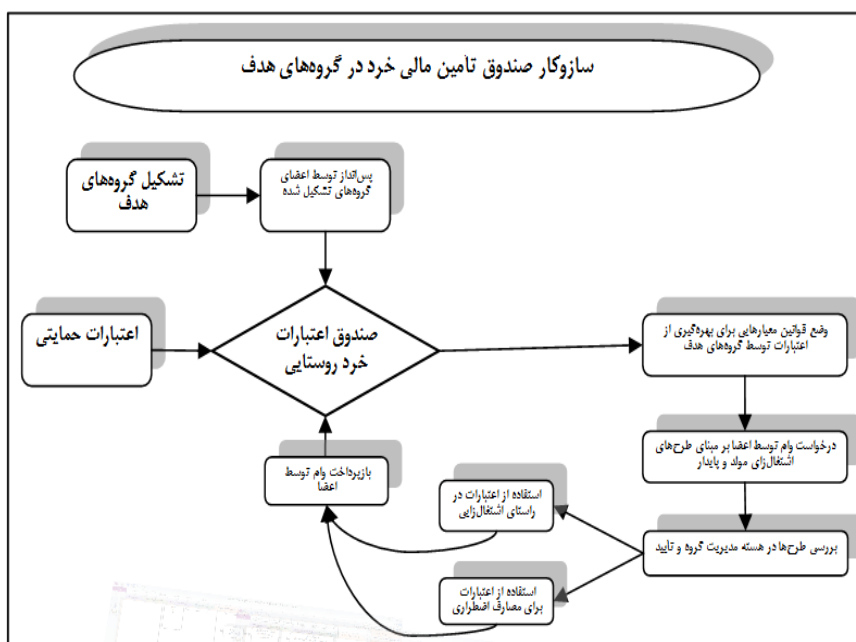 سازوکار صندوق تأمین مالی خرد در گروه‌های هدف
تشکیل گروه‌های
هدف
پس‌انداز توسط اعضای
گروه‌های تشکیل شده
اعتبارات حمایتی
صندوق اعتبارات
خرد روستایی
وضع قوانین معیارهایی برای بهره‌گیری از
اعتبارات توسط گروه‌های هدف
درخواست وام توسط اعضا بر مبنای طرح‌های
اشتغال‌زای مولد و پایدار
بررسی طرح‌ها در هسته مدیریت گروه و تأیید
استفاده از اعتبارات در
راستای اشتغال‌زایی
استفاده از اعتبارات
برای مصارف اضطراری
بازپرداخت وام توسط
اعضا